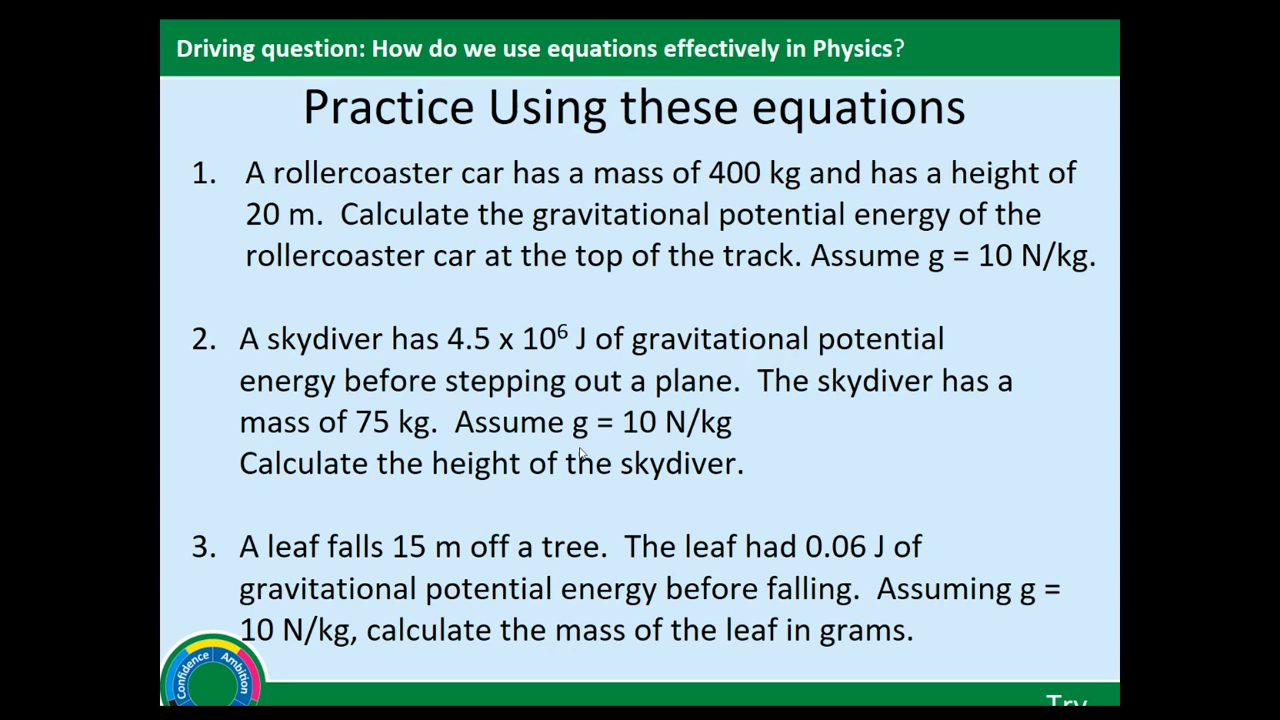 Driving question: How do we use equations effectively in Physics?
Practice Using these equations
1. A rollercoaster car has a mass of 400 kg and has a height of
20 m.  Calculate the gravitational potential energy of the
rollercoaster car at the top of the track. Assume g = 10 N/kg.
2. A skydiver has 4.5 x 10⁶ J of gravitational potential
energy before stepping out a plane.  The skydiver has a
mass of 75 kg.  Assume g = 10 N/kg
Calculate the height of the skydiver.
3. A leaf falls 15 m off a tree.  The leaf had 0.06 J of
gravitational potential energy before falling.  Assuming g =
10 N/kg, calculate the mass of the leaf in grams.
Confidence
Ambition
Try